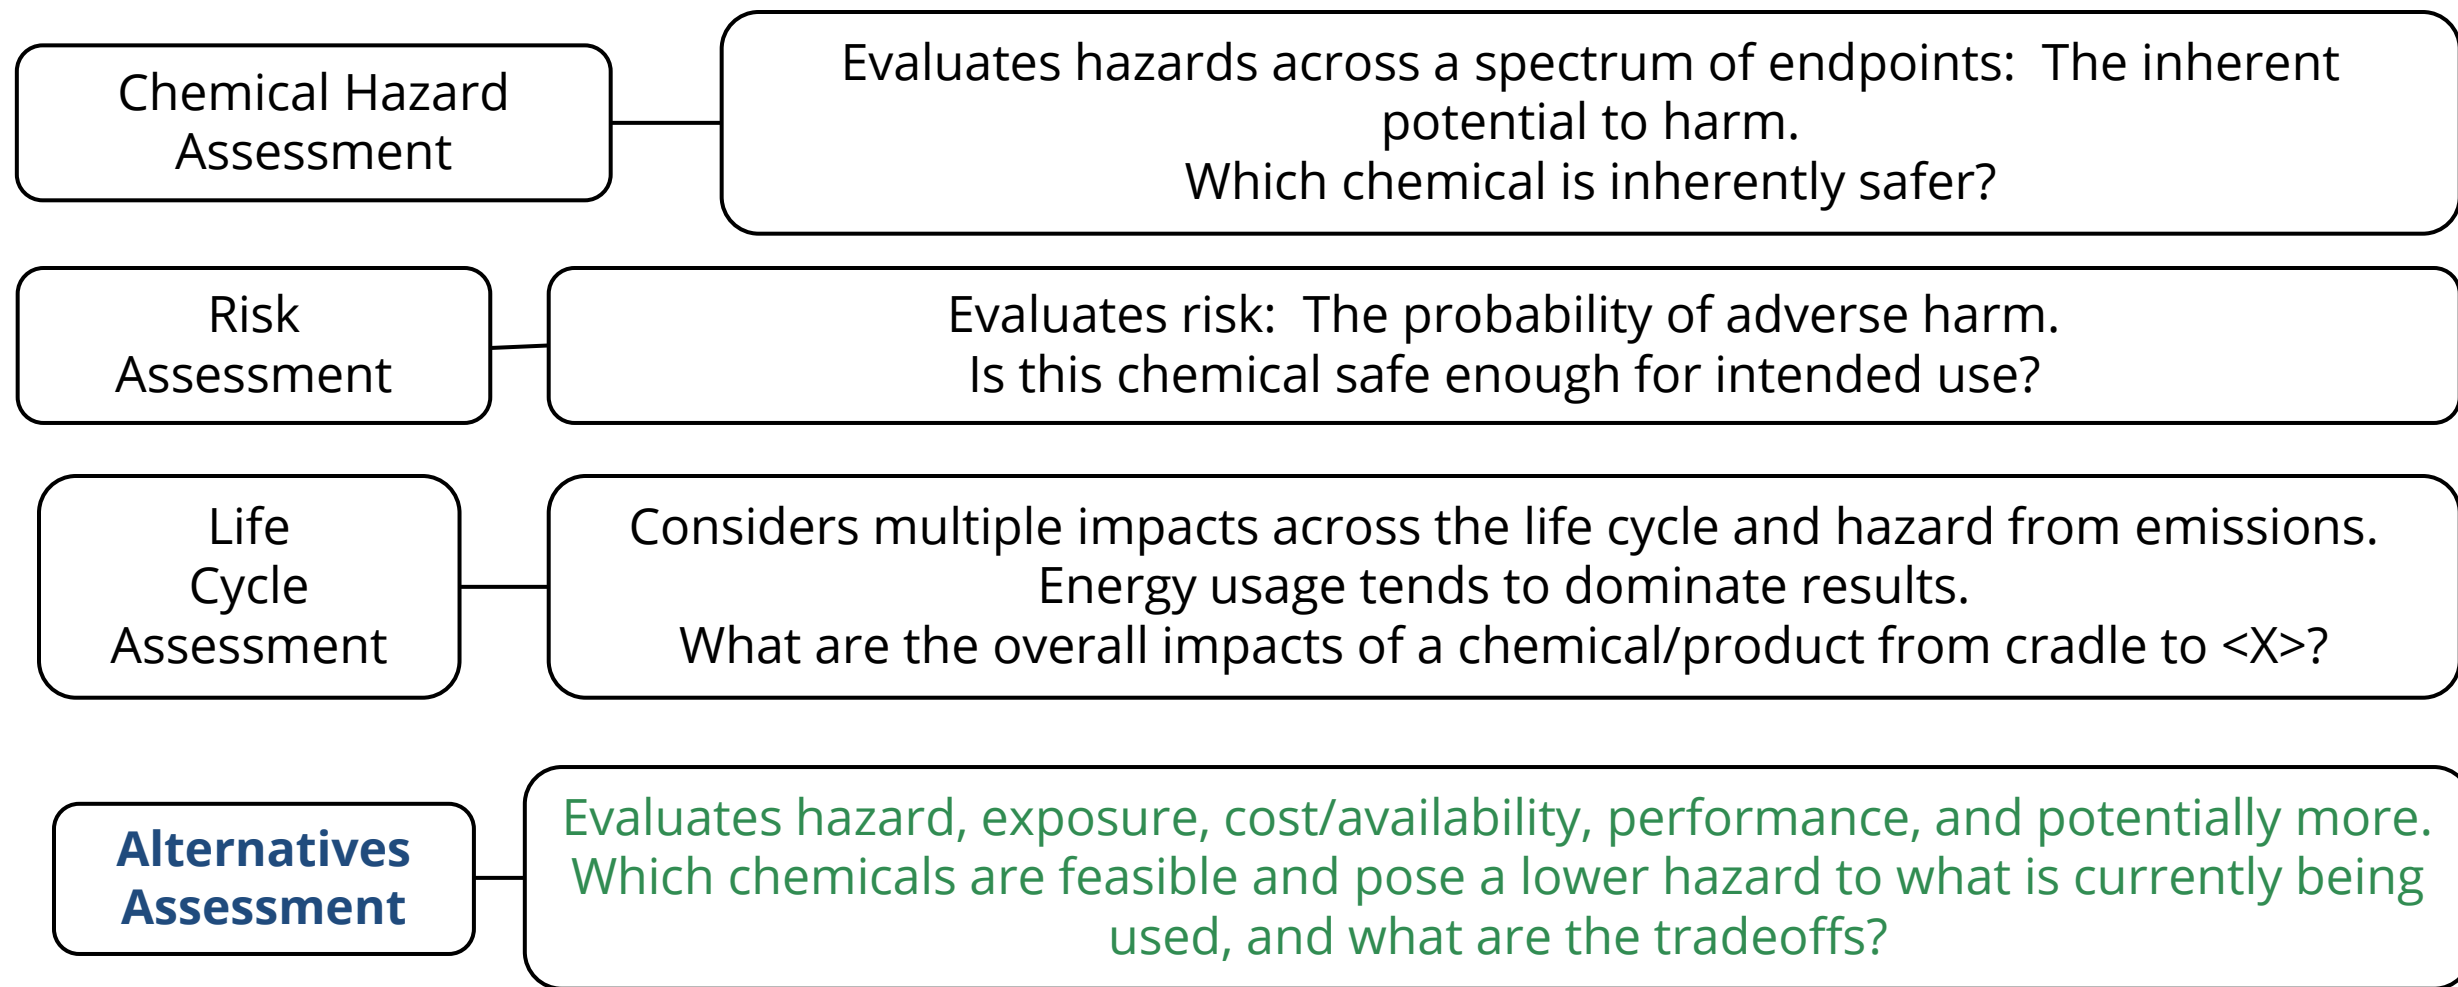 Chemical Hazard
Assessment
Evaluates hazards across a spectrum of endpoints:  The inherent
potential to harm.
Which chemical is inherently safer?
Risk
Assessment
Evaluates risk:  The probability of adverse harm.
Is this chemical safe enough for intended use?
Life
Cycle
Assessment
Considers multiple impacts across the life cycle and hazard from emissions.
Energy usage tends to dominate results.
What are the overall impacts of a chemical/product from cradle to <X>?
Alternatives
Assessment
Evaluates hazard, exposure, cost/availability, performance, and potentially more.
Which chemicals are feasible and pose a lower hazard to what is currently being
used, and what are the tradeoffs?